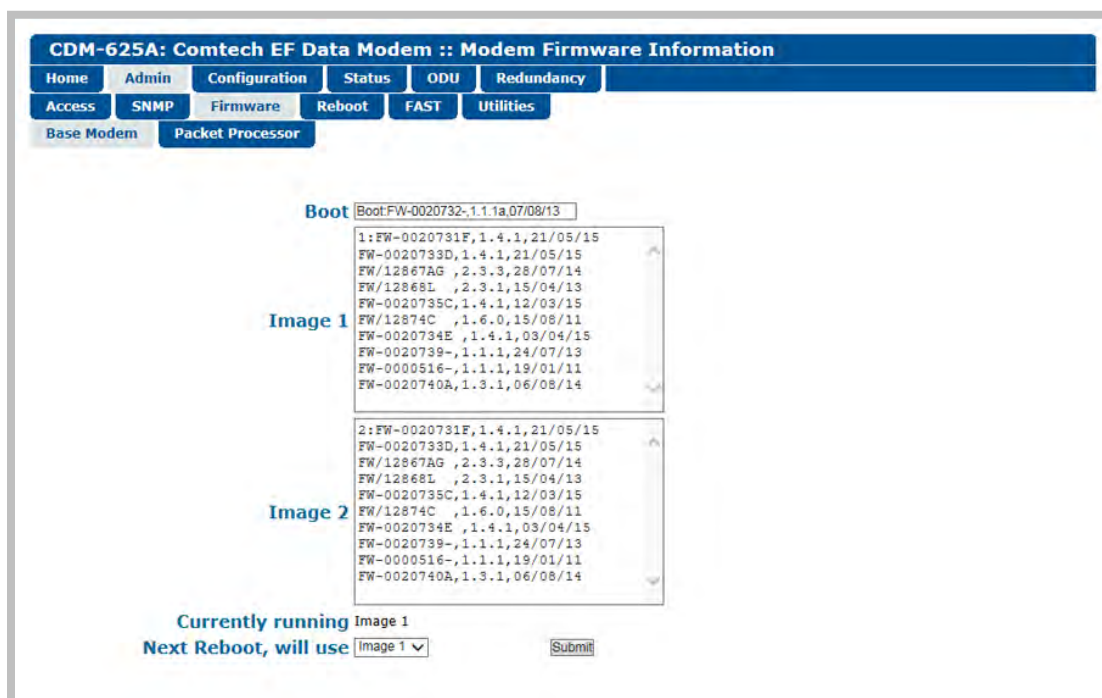 CDM-625A: Comtech EF Data Modem :: Modem Firmware Information
Home Admin Configuration Status ODU Redundancy
Access SNMP Firmware Reboot FAST Utilities
Base Modem Packet Processor
Boot Boot:FW-0020732-,1.1.1a,07/08/13
Image 1
1:FW-0020731F,1.4.1,21/05/15
FW-0020733D,1.4.1,21/05/15
FW/12867AG ,2.3.3,28/07/14
FW/12868L  ,2.3.1,15/04/13
FW-0020735C,1.4.1,12/03/15
FW/12874C  ,1.6.0,15/08/11
FW-0020734E ,1.4.1,03/04/15
FW-0020739-,1.1.1,24/07/13
FW-0000516-,1.1.1,19/01/11
FW-0020740A,1.3.1,06/08/14
Image 2
2:FW-0020731F,1.4.1,21/05/15
FW-0020733D,1.4.1,21/05/15
FW/12867AG ,2.3.3,28/07/14
FW/12868L  ,2.3.1,15/04/13
FW-0020735C,1.4.1,12/03/15
FW/12874C  ,1.6.0,15/08/11
FW-0020734E ,1.4.1,03/04/15
FW-0020739-,1.1.1,24/07/13
FW-0000516-,1.1.1,19/01/11
FW-0020740A,1.3.1,06/08/14
Currently running Image 1
Next Reboot, will use Image 1 Submit